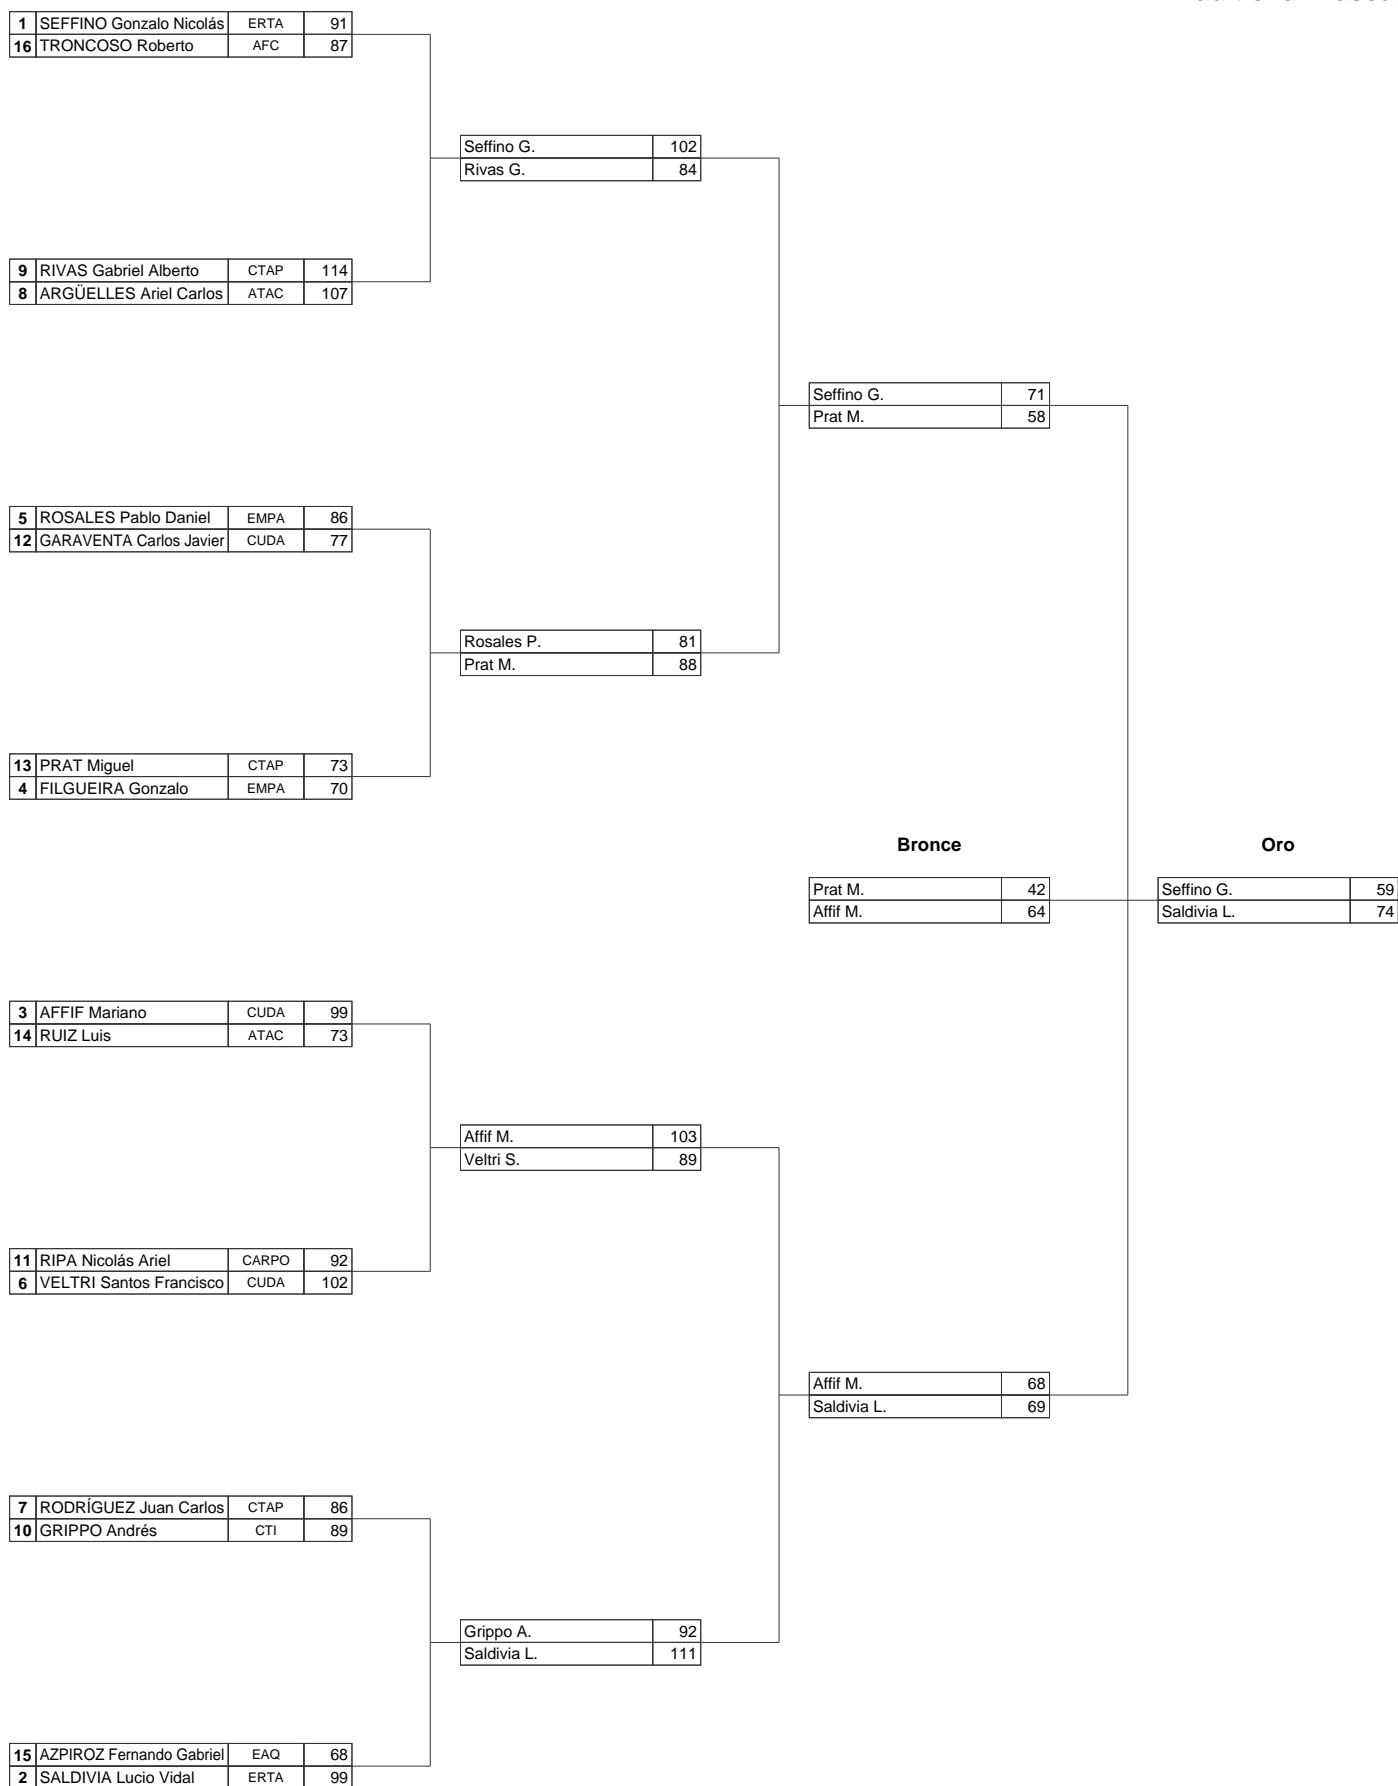 1 SEFFINO Gonzalo Nicolás ERTA 91
16 TRONCOSO Roberto AFC 87
Seffino G. 102
Rivas G. 84
9 RIVAS Gabriel Alberto CTAP 114
8 ARGÜELLES Ariel Carlos ATAC 107
Seffino G. 71
Prat M. 58
5 ROSALES Pablo Daniel EMPA 86
12 GARAVENTA Carlos Javier CUDA 77
Rosales P. 81
Prat M. 88
13 PRAT Miguel CTAP 73
4 FILGUEIRA Gonzalo EMPA 70
Bronce Oro
Prat M. 42 Seffino G. 59
Affif M. 64 Saldivia L. 74
3 AFFIF Mariano CUDA 99
14 RUIZ Luis ATAC 73
Affif M. 103
Veltri S. 89
11 RIPA Nicolás Ariel CARPO 92
6 VELTRI Santos Francisco CUDA 102
Affif M. 68
Saldivia L. 69
7 RODRÍGUEZ Juan Carlos CTAP 86
10 GRIPPO Andrés CTI 89
Grippo A. 92
Saldivia L. 111
15 AZPIROZ Fernando Gabriel EAQ 68
2 SALDIVIA Lucio Vidal ERTA 99